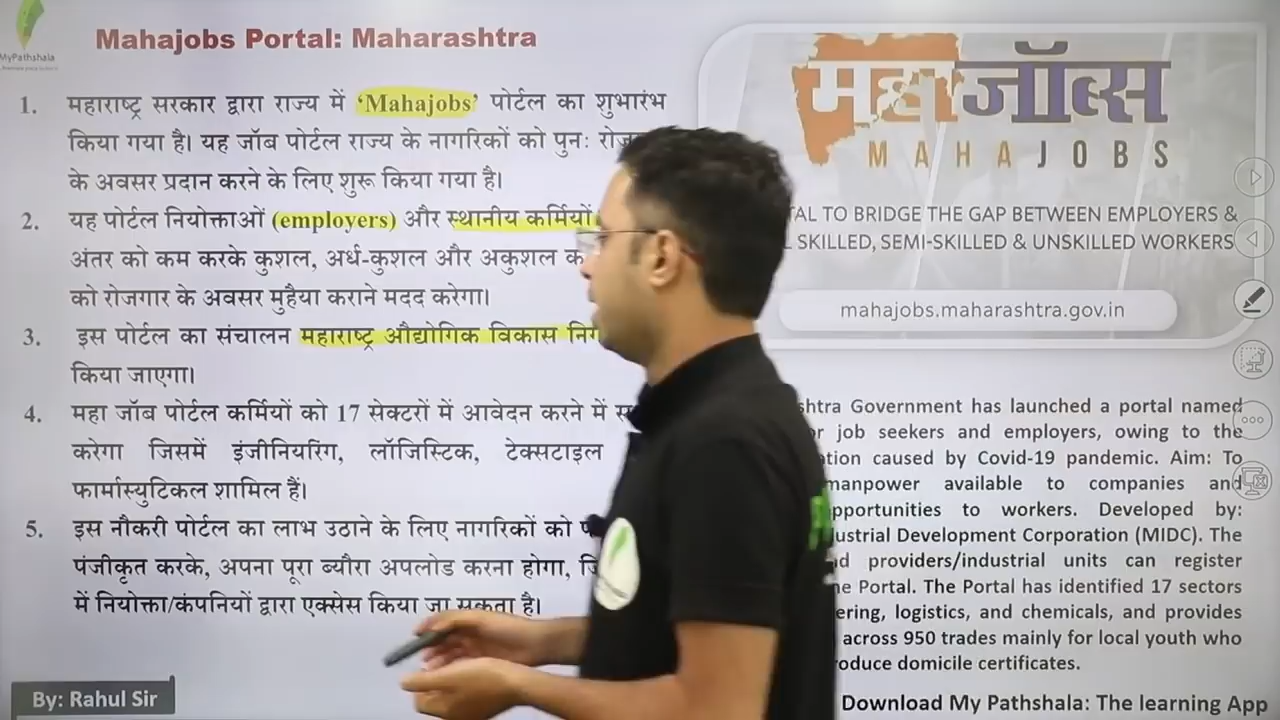 MyPathshala
Mahajobs Portal: Maharashtra
1. महाराष्ट्र सरकार द्वारा राज्य में ‘Mahajobs’ पोर्टल का शुभारंभ
किया गया है। यह जॉब पोर्टल राज्य के नागरिकों को पुनः
के अवसर प्रदान करने के लिए शुरू किया गया है।
2. यह पोर्टल नियोक्ताओं (employers) और स्थानीय कर्मियों
अंतर को कम करके कुशल, अर्ध-कुशल और अकुशल
को रोजगार के अवसर मुहैया कराने मदद करेगा।
3. इस पोर्टल का संचालन महाराष्ट्र औद्योगिक विकास
किया जाएगा।
4. महा जॉब पोर्टल कर्मियों को 17 सेक्टरों में आवेदन करने में
करेगा जिसमें इंजीनियरिंग, लॉजिस्टिक, टेक्सटाइल
फार्मास्युटिकल शामिल हैं।
5. इस नौकरी पोर्टल का लाभ उठाने के लिए नागरिकों को
पंजीकृत करके, अपना पूरा ब्यौरा अपलोड करना होगा,
में नियोक्ता/कंपनियों द्वारा एक्सेस किया जा सकता है।
By: Rahul Sir
महाजॉब्स
MAHAJOBS
TO BRIDGE THE GAP BETWEEN EMPLOYERS &
SKILLED, SEMI-SKILLED & UNSKILLED WORKERS
mahajobs.maharashtra.gov.in
Government has launched a portal named
job seekers and employers, owing to the
caused by Covid-19 pandemic. Aim: To
manpower available to companies and
to workers. Developed by:
Development Corporation (MIDC). The
providers/industrial units can register
Portal. The Portal has identified 17 sectors
logistics, and chemicals, and provides
across 950 trades mainly for local youth who
domicile certificates.
Download My Pathshala: The learning App